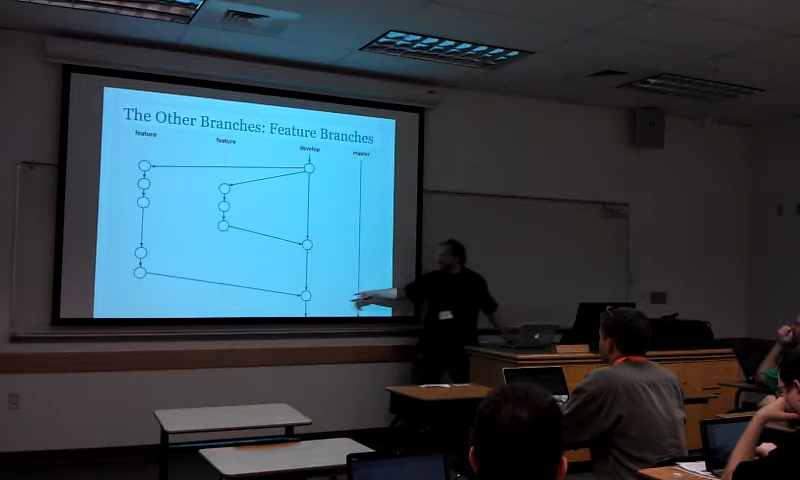 The Other Branches: Feature Branches
feature
feature
develop
master